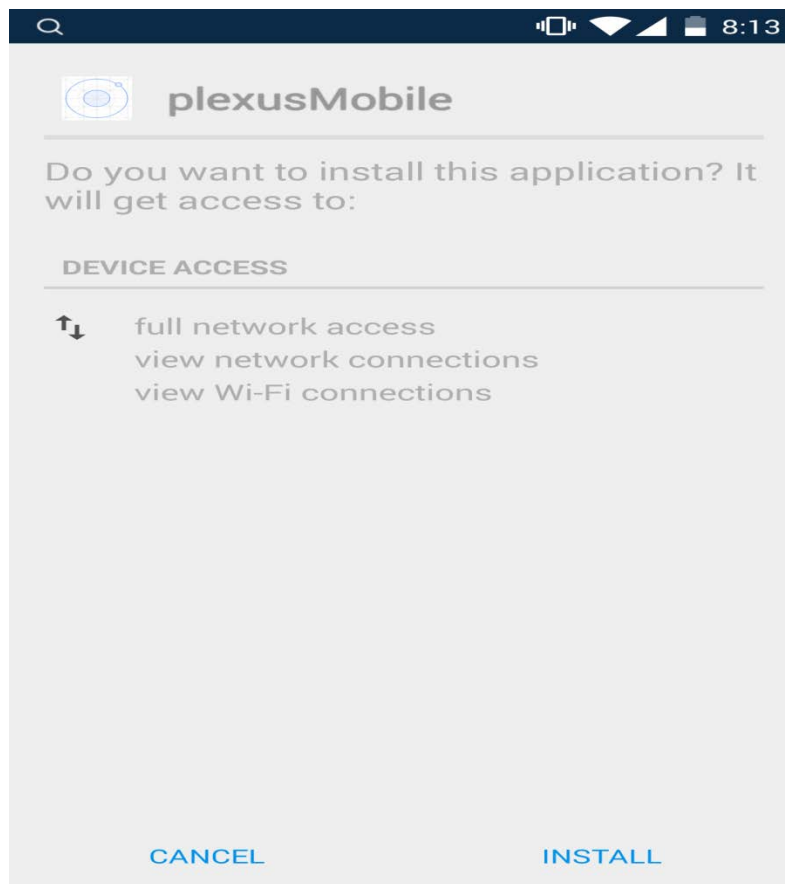 8:13
plexusMobile
Do you want to install this application? It
will get access to:
DEVICE ACCESS
full network access
view network connections
view Wi-Fi connections
CANCEL INSTALL